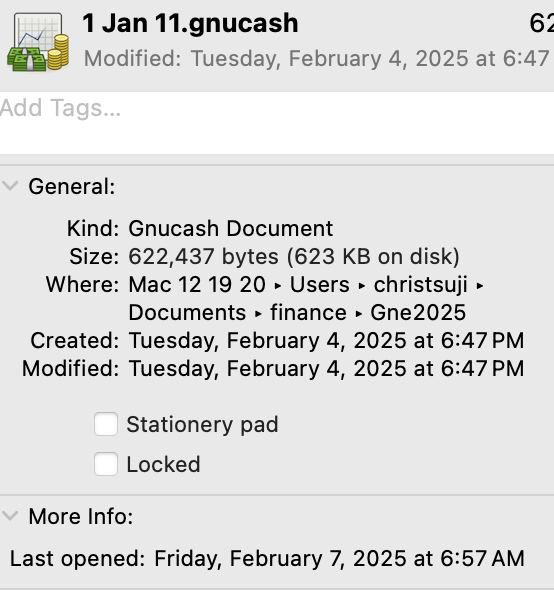 1 Jan 11.gnucash 62
Modified: Tuesday, February 4, 2025 at 6:47
Add Tags...
General:
Kind: Gnucash Document
Size: 622,437 bytes (623 KB on disk)
Where: Mac 12 19 20 ▸ Users ▸ christsuji ▸
Documents ▸ finance ▸ Gne2025
Created: Tuesday, February 4, 2025 at 6:47 PM
Modified: Tuesday, February 4, 2025 at 6:47 PM
Stationery pad
Locked
More Info:
Last opened: Friday, February 7, 2025 at 6:57 AM